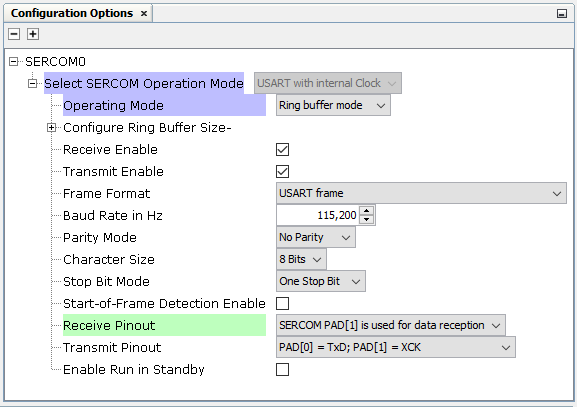 Configuration Options
SERCOM0
Select SERCOM Operation Mode USART with internal Clock
Operating Mode Ring buffer mode
Configure Ring Buffer Size-
Receive Enable
Transmit Enable
Frame Format USART frame
Baud Rate in Hz 115,200
Parity Mode No Parity
Character Size 8 Bits
Stop Bit Mode One Stop Bit
Start-of-Frame Detection Enable
Receive Pinout SERCOM PAD[1] is used for data reception
Transmit Pinout PAD[0] = TxD; PAD[1] = XCK
Enable Run in Standby